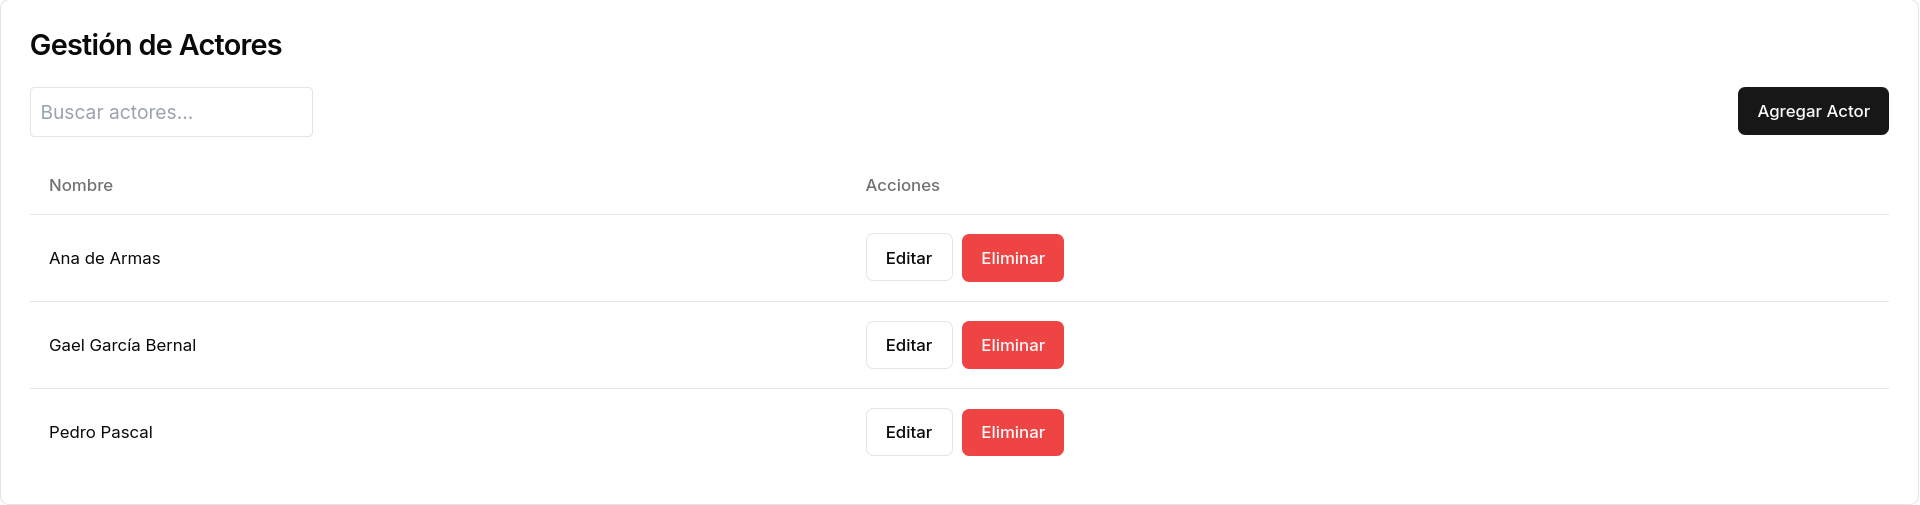 Gestión de Actores
Buscar actores...
Agregar Actor
Nombre Acciones
Ana de Armas Editar Eliminar
Gael García Bernal Editar Eliminar
Pedro Pascal Editar Eliminar